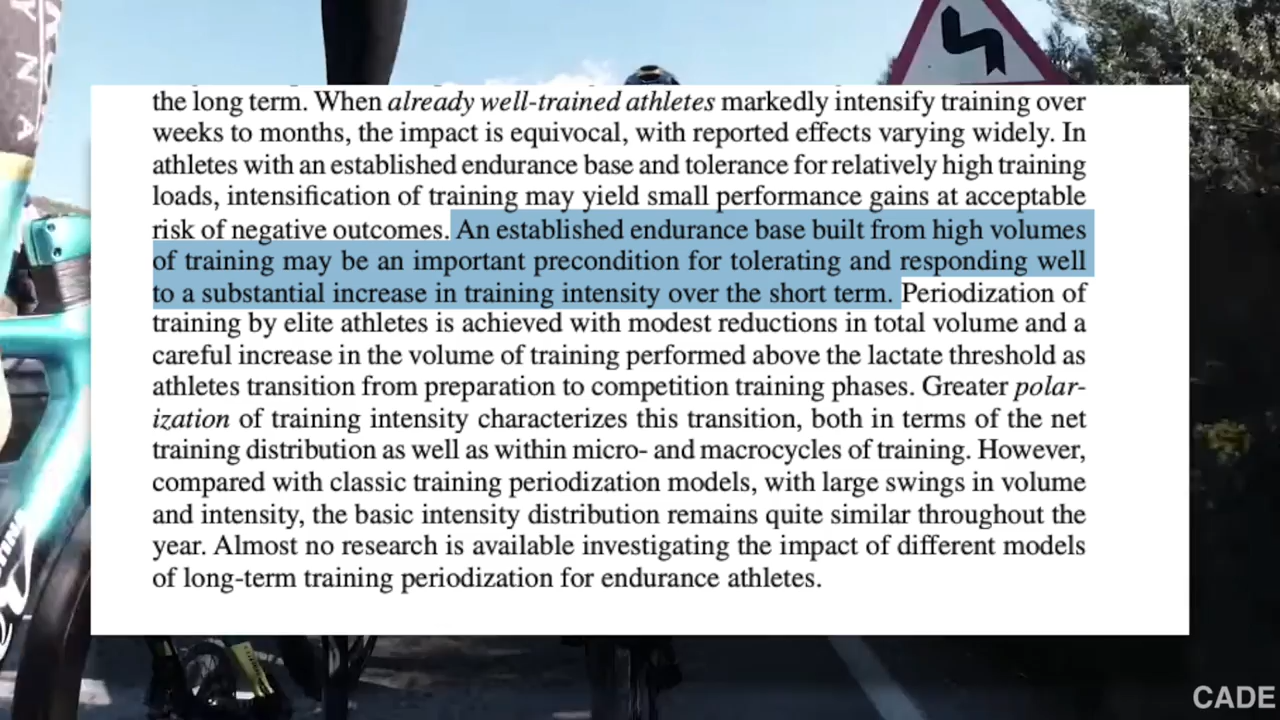 the long term. When already well-trained athletes markedly intensify training over
weeks to months, the impact is equivocal, with reported effects varying widely. In
athletes with an established endurance base and tolerance for relatively high training
loads, intensification of training may yield small performance gains at acceptable
risk of negative outcomes. An established endurance base built from high volumes
of training may be an important precondition for tolerating and responding well
to a substantial increase in training intensity over the short term. Periodization of
training by elite athletes is achieved with modest reductions in total volume and a
careful increase in the volume of training performed above the lactate threshold as
athletes transition from preparation to competition training phases. Greater polar-
ization of training intensity characterizes this transition, both in terms of the net
training distribution as well as within micro- and macrocycles of training. However,
compared with classic training periodization models, with large swings in volume
and intensity, the basic intensity distribution remains quite similar throughout the
year. Almost no research is available investigating the impact of different models
of long-term training periodization for endurance athletes.
CADE